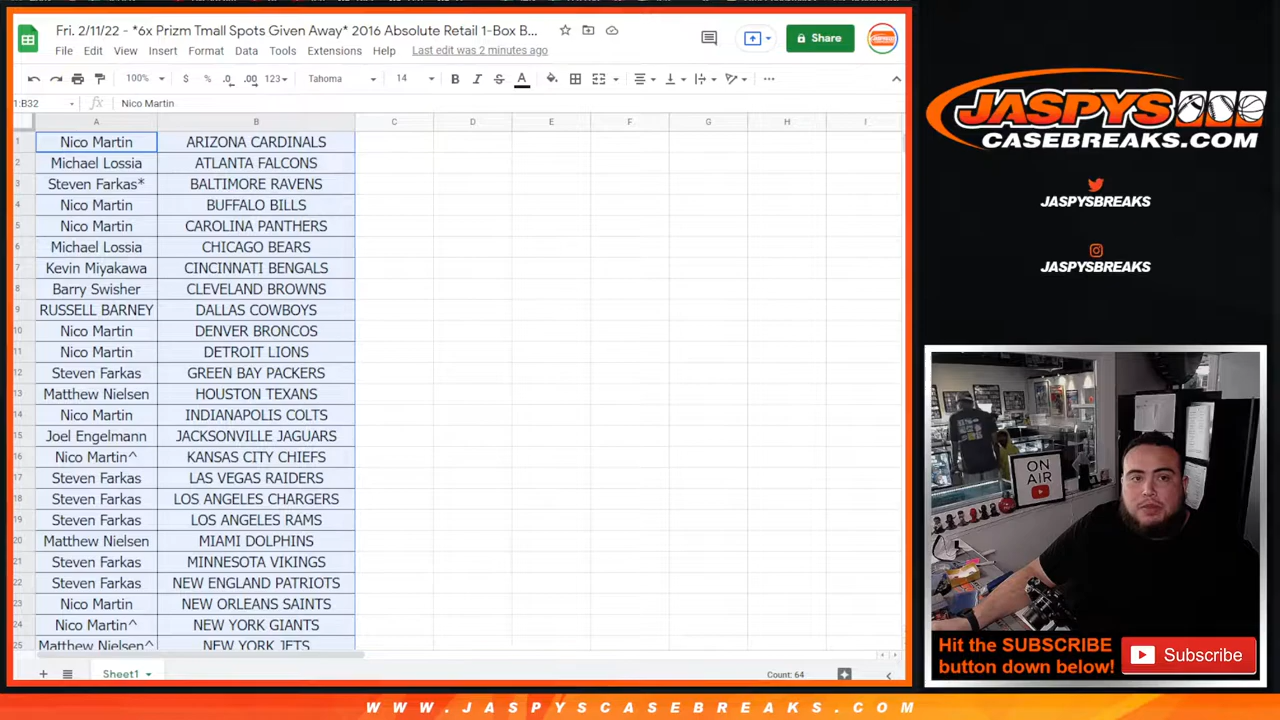 Fri. 2/11/22 - *6x Prizm Tmall Spots Given Away* 2016 Absolute Retail 1-Box B...
File Edit View Insert Format Data Tools Extensions Help Last edit was 2 minutes ago
Share
100% $ % .0 .00 123 Tahoma 14 B I S A
1:B32 fx Nico Martin
A B C D E F G H I
1 Nico Martin ARIZONA CARDINALS
2 Michael Lossia ATLANTA FALCONS
3 Steven Farkas* BALTIMORE RAVENS
4 Nico Martin BUFFALO BILLS
5 Nico Martin CAROLINA PANTHERS
6 Michael Lossia CHICAGO BEARS
7 Kevin Miyakawa CINCINNATI BENGALS
8 Barry Swisher CLEVELAND BROWNS
9 RUSSELL BARNEY DALLAS COWBOYS
10 Nico Martin DENVER BRONCOS
11 Nico Martin DETROIT LIONS
12 Steven Farkas GREEN BAY PACKERS
13 Matthew Nielsen HOUSTON TEXANS
14 Nico Martin INDIANAPOLIS COLTS
15 Joel Engelmann JACKSONVILLE JAGUARS
16 Nico Martin^ KANSAS CITY CHIEFS
17 Steven Farkas LAS VEGAS RAIDERS
18 Steven Farkas LOS ANGELES CHARGERS
19 Steven Farkas LOS ANGELES RAMS
20 Matthew Nielsen MIAMI DOLPHINS
21 Steven Farkas MINNESOTA VIKINGS
22 Steven Farkas NEW ENGLAND PATRIOTS
23 Nico Martin NEW ORLEANS SAINTS
24 Nico Martin^ NEW YORK GIANTS
25 Matthew Nielsen^ NEW YORK JETS
Sheet1
Count: 64
JASPYS
CASEBREAKS.COM
JASPYSBREAKS
JASPYSBREAKS
ON
AIR
Hit the SUBSCRIBE
button down below!
Subscribe
WWW.JASPYSCASEBREAKS.COM